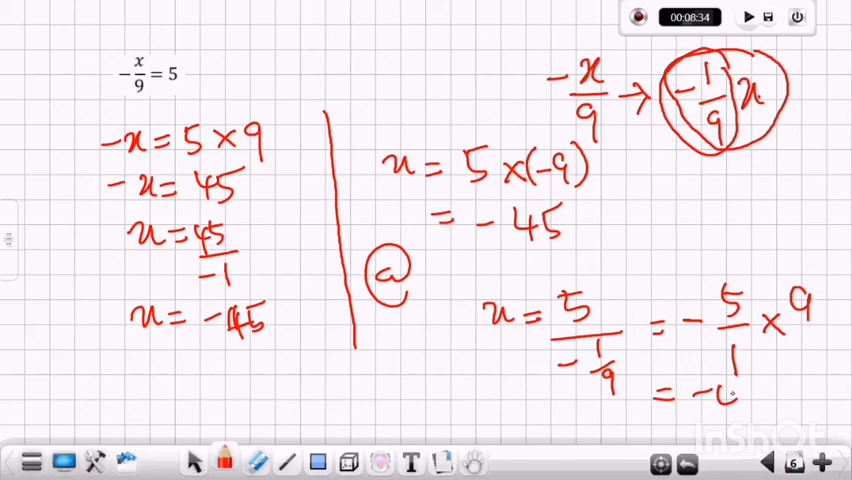 00:08:34
-x/9 = 5
-x = 5 × 9
-x = 45
x = 45/-1
x = -45
-x/9 → -1/9 x
x = 5 × (-9)
= - 45
a
x = 5/(-1/9) = - 5/1 × 9
= -
KineMaster
6